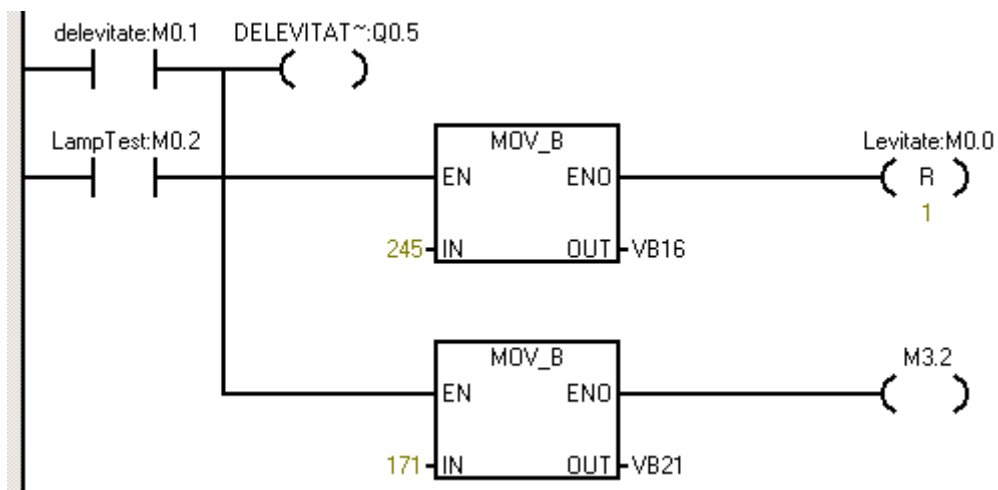 delevitate:M0.1 DELEVITAT~:Q0.5
LampTest:M0.2
MOV_B
Levitate:M0.0
EN ENO
R
1
245 IN OUT VB16
MOV_B
M3.2
EN ENO
171 IN OUT VB21